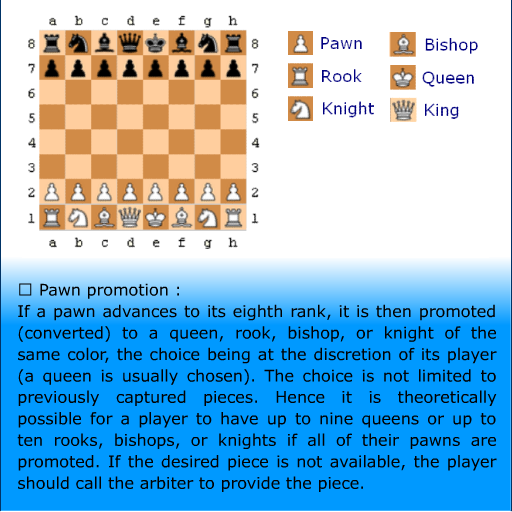 a b c d e f g h
8 8
7 7
6 6
5 5
4 4
3 3
2 2
1 1
a b c d e f g h
Pawn Bishop
Rook Queen
Knight King
☐ Pawn promotion :
If a pawn advances to its eighth rank, it is then promoted
(converted) to a queen, rook, bishop, or knight of the
same color, the choice being at the discretion of its player
(a queen is usually chosen). The choice is not limited to
previously captured pieces. Hence it is theoretically
possible for a player to have up to nine queens or up to
ten rooks, bishops, or knights if all of their pawns are
promoted. If the desired piece is not available, the player
should call the arbiter to provide the piece.